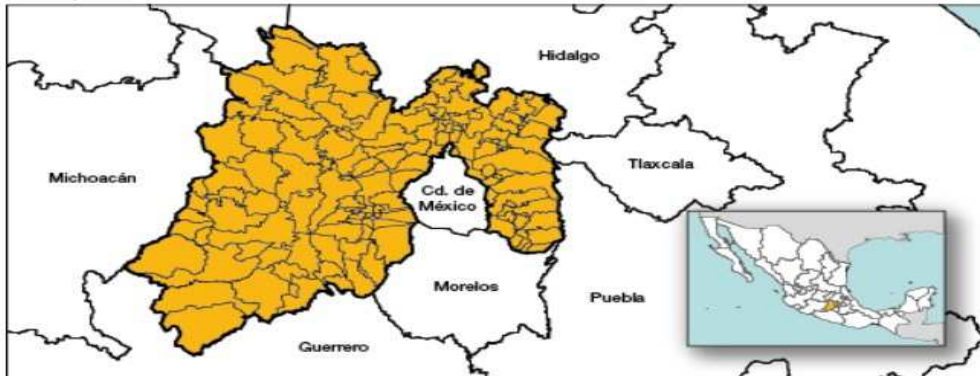 Hidalgo
Michoacán
Tlaxcala
Cd. de
México
Morelos
Puebla
Guerrero